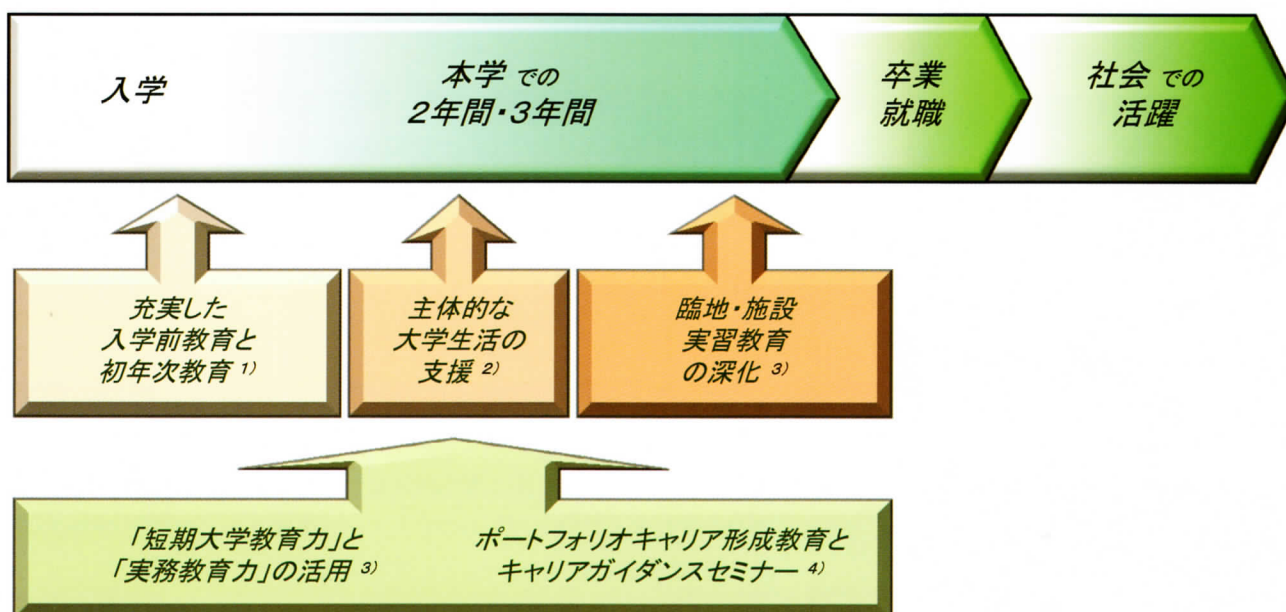 入学
本学での
2年間・3年間
卒業
就職
社会での
活躍
充実した
入学前教育と
初年次教育 1)
主体的な
大学生活の
支援 2)
臨地・施設
実習教育
の深化 3)
「短期大学教育力」と
「実務教育力」の活用 3)
ポートフォリオキャリア形成教育と
キャリアガイダンスセミナー 4)